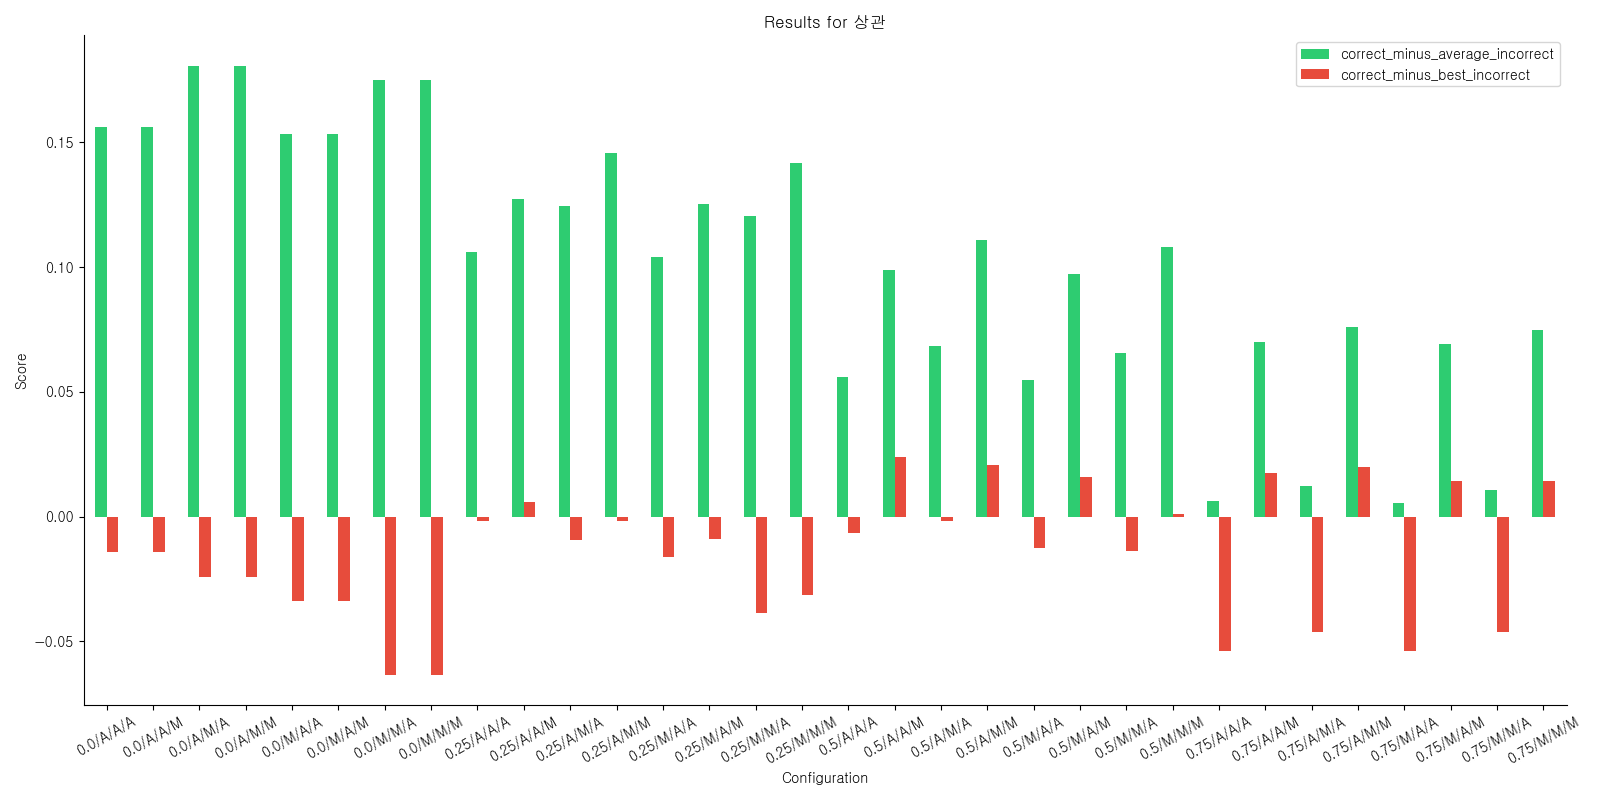 Results for 상관
correct_minus_average_incorrect
correct_minus_best_incorrect
0.15
0.10
0.05
0.00
−0.05
Score
0.0/A/A/A
0.0/A/A/M
0.0/A/M/A
0.0/A/M/M
0.0/M/A/A
0.0/M/A/M
0.0/M/M/A
0.0/M/M/M
0.25/A/A/A
0.25/A/A/M
0.25/A/M/A
0.25/A/M/M
0.25/M/A/A
0.25/M/A/M
0.25/M/M/A
0.25/M/M/M
0.5/A/A/A
0.5/A/A/M
0.5/A/M/A
0.5/A/M/M
0.5/M/A/A
0.5/M/A/M
0.5/M/M/A
0.5/M/M/M
0.75/A/A/A
0.75/A/A/M
0.75/A/M/A
0.75/A/M/M
0.75/M/A/A
0.75/M/A/M
0.75/M/M/A
0.75/M/M/M
Configuration